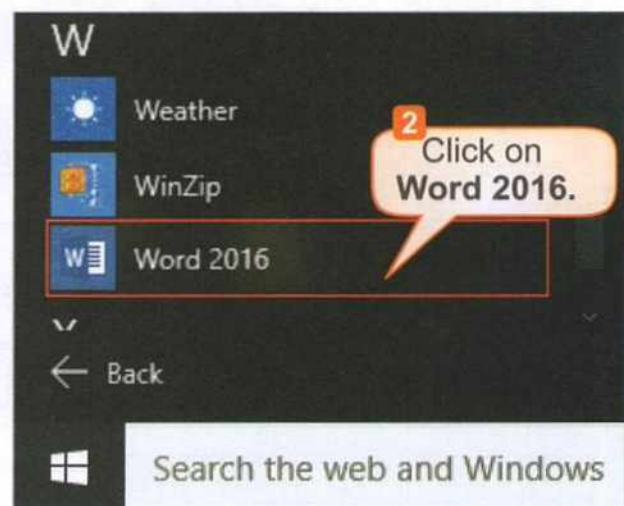 W
Weather
WinZip
2
Click on
Word 2016.
W Word 2016
Back
Search the web and Windows